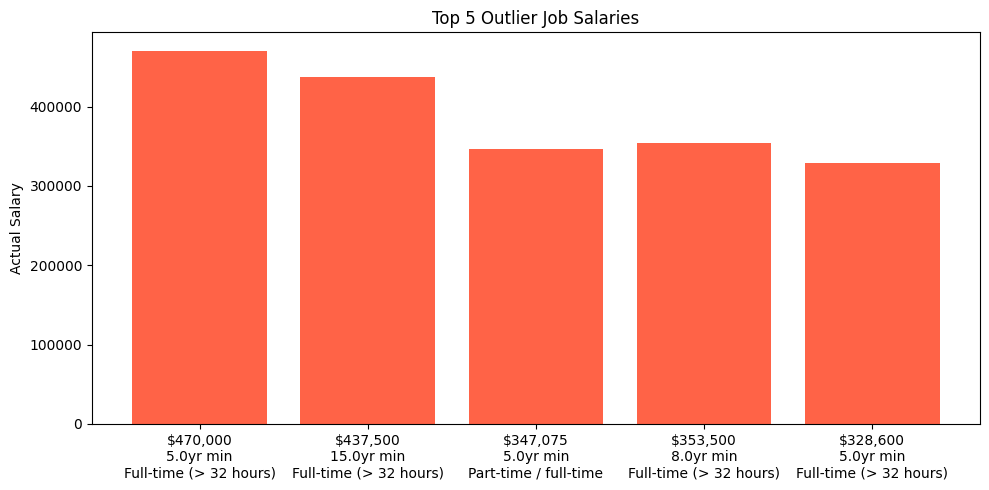 Top 5 Outlier Job Salaries
Actual Salary
400000
300000
200000
100000
0
$470,000
5.0yr min
Full-time (> 32 hours)
$437,500
15.0yr min
Full-time (> 32 hours)
$347,075
5.0yr min
Part-time / full-time
$353,500
8.0yr min
Full-time (> 32 hours)
$328,600
5.0yr min
Full-time (> 32 hours)